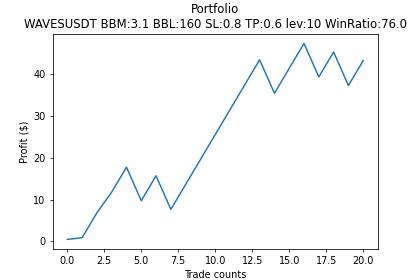 Portfolio
WAVESUSDT BBM:3.1 BBL:160 SL:0.8 TP:0.6 lev:10 WinRatio:76.0
Profit ($)
40
30
20
10
0
0.0 2.5 5.0 7.5 10.0 12.5 15.0 17.5 20.0
Trade counts